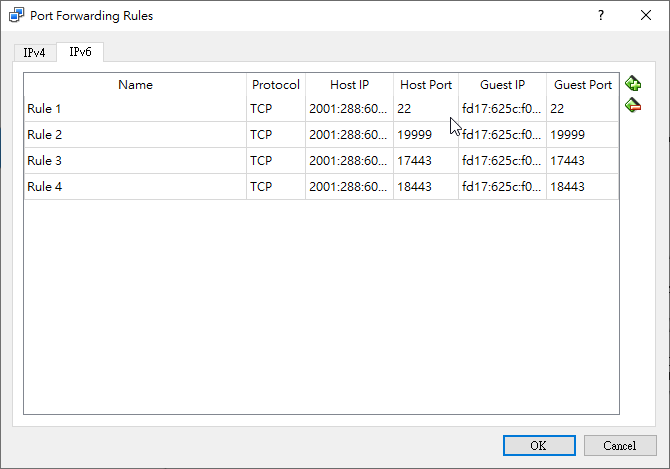 Port Forwarding Rules
?
IPv4 IPv6
Name Protocol Host IP Host Port Guest IP Guest Port
Rule 1 TCP 2001:288:60... 22 fd17:625c:f0... 22
Rule 2 TCP 2001:288:60... 19999 fd17:625c:f0... 19999
Rule 3 TCP 2001:288:60... 17443 fd17:625c:f0... 17443
Rule 4 TCP 2001:288:60... 18443 fd17:625c:f0... 18443
OK Cancel